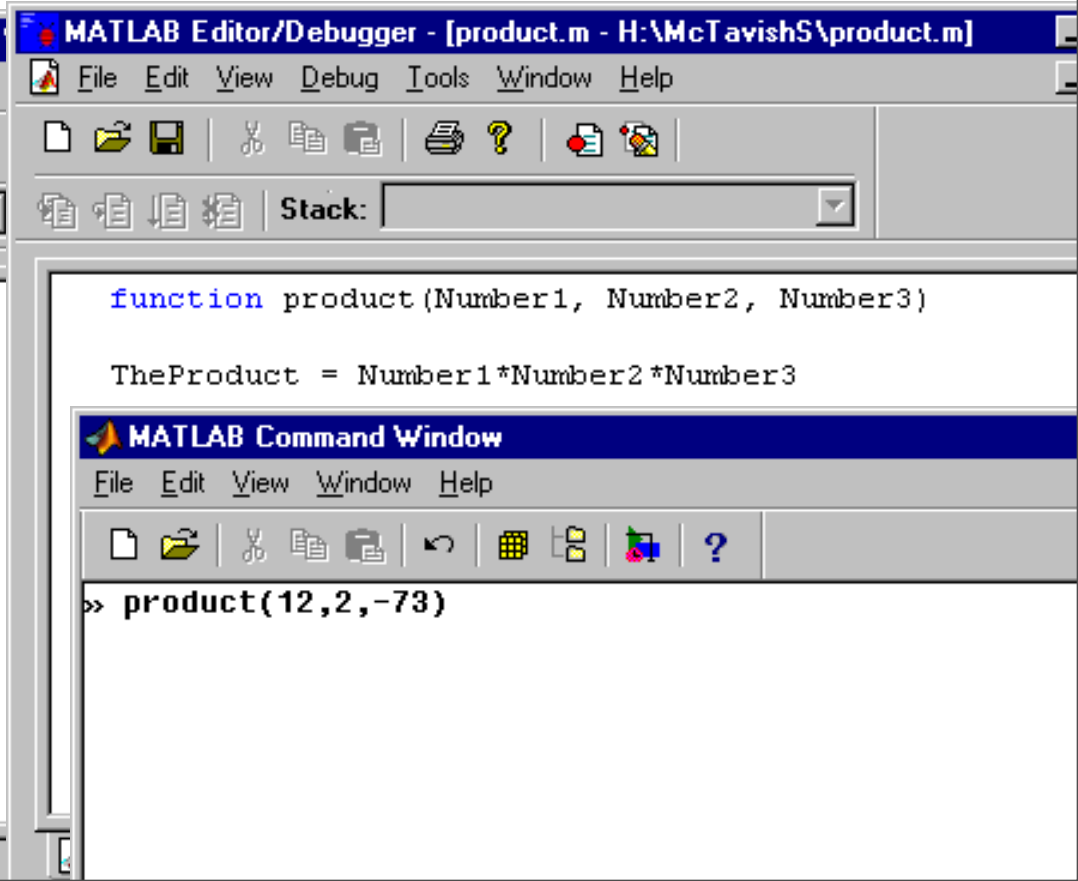 MATLAB Editor/Debugger - [product.m - H:\McTavishS\product.m]
File Edit View Debug Tools Window Help
Stack:
function product(Number1, Number2, Number3)
TheProduct = Number1*Number2*Number3
MATLAB Command Window
File Edit View Window Help
» product(12,2,-73)